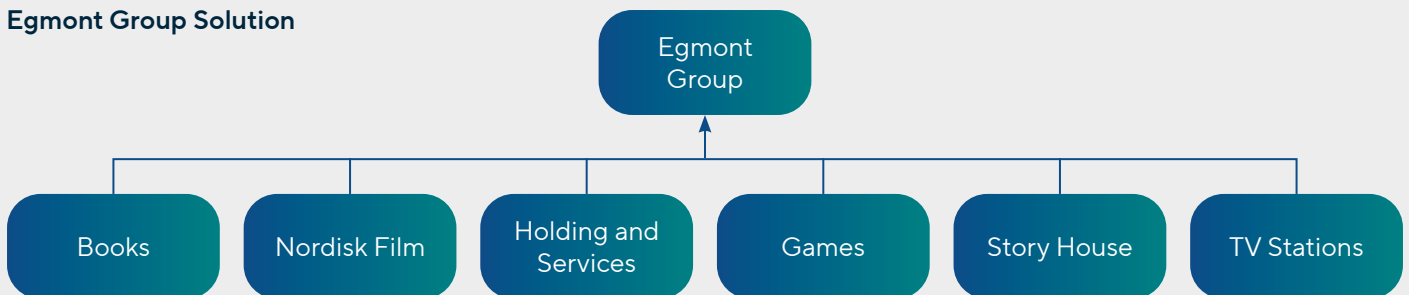 Egmont Group Solution
Egmont
Group
Books
Nordisk Film
Holding and
Services
Games
Story House
TV Stations